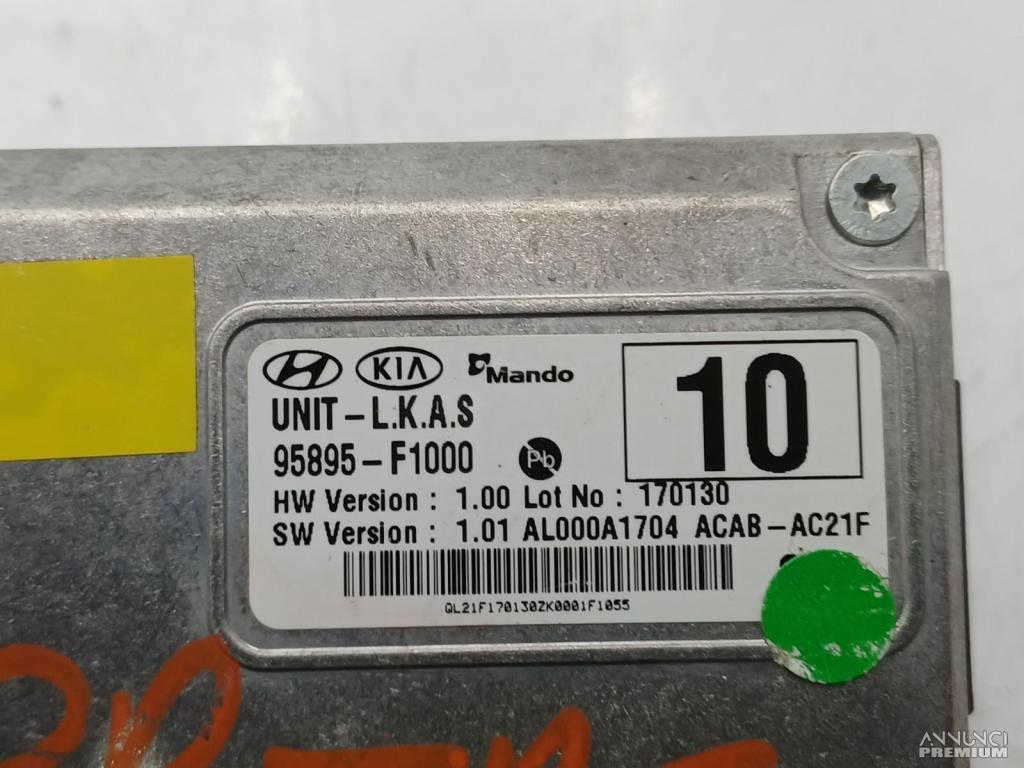 KIA Mando
10
UNIT-L.K.A.S
95895-F1000 Pb
HW Version : 1.00 Lot No : 170130
SW Version : 1.01 AL000A1704 ACAB-AC21F
QL21F170130ZK0001F1055
ANNUNCI
PREMIUM